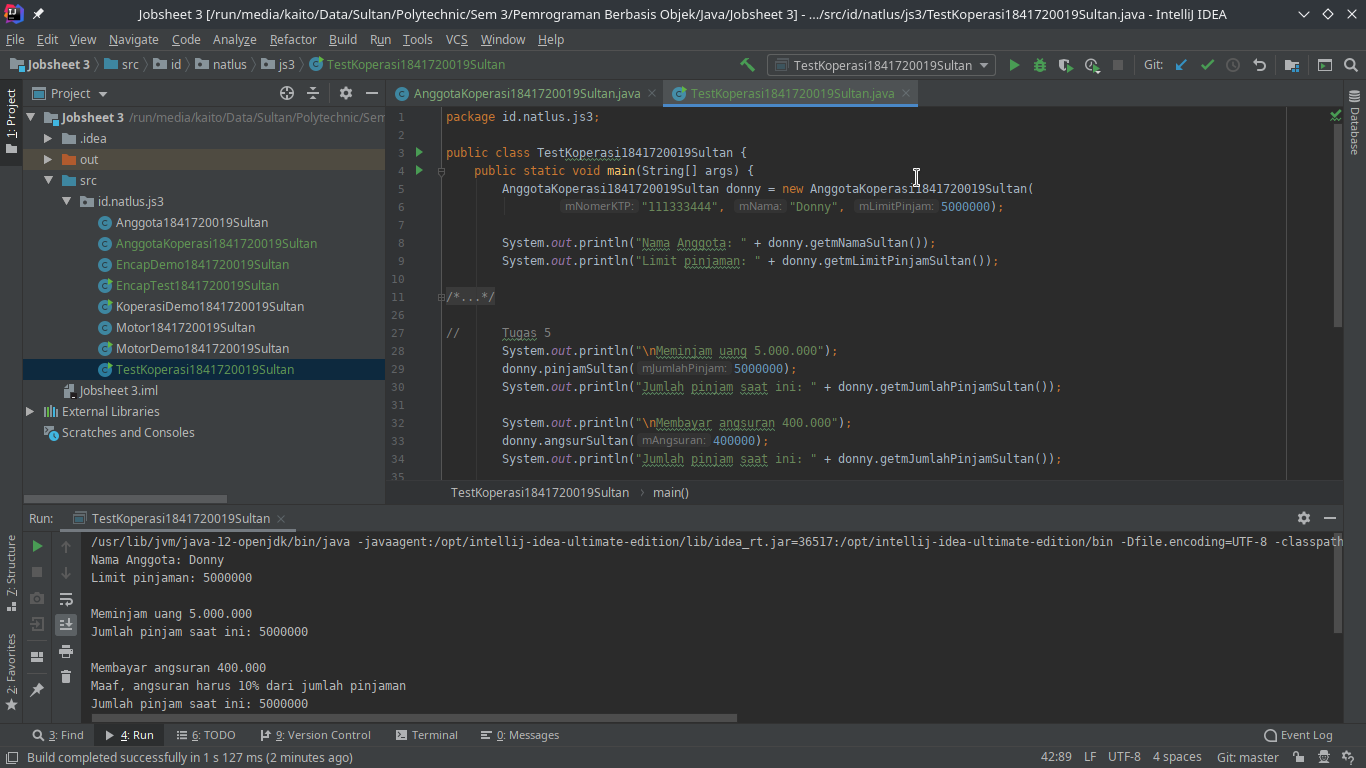 Jobsheet 3 [/run/media/kaito/Data/Sultan/Polytechnic/Sem 3/Pemrograman Berbasis Objek/Java/Jobsheet 3] - .../src/id/natlus/js3/TestKoperasi1841720019Sultan.java - IntelliJ IDEA
File Edit View Navigate Code Analyze Refactor Build Run Tools VCS Window Help
Jobsheet 3 src id natlus js3 TestKoperasi1841720019Sultan TestKoperasi1841720019Sultan Git:
1: Project
Project
Jobsheet 3 /run/media/kaito/Data/Sultan/Polytechnic/Sem
.idea
out
src
id.natlus.js3
Anggota1841720019Sultan
AnggotaKoperasi1841720019Sultan
EncapDemo1841720019Sultan
EncapTest1841720019Sultan
KoperasiDemo1841720019Sultan
Motor1841720019Sultan
MotorDemo1841720019Sultan
TestKoperasi1841720019Sultan
Jobsheet 3.iml
External Libraries
Scratches and Consoles
AnggotaKoperasi1841720019Sultan.java TestKoperasi1841720019Sultan.java
1 package id.natlus.js3;
2
3 public class TestKoperasi1841720019Sultan {
4 public static void main(String[] args) {
5 AnggotaKoperasi1841720019Sultan donny = new AnggotaKoperasi1841720019Sultan(
6 mNomerKTP: "111333444", mNama: "Donny", mLimitPinjam: 5000000);
7
8 System.out.println("Nama Anggota: " + donny.getmNamaSultan());
9 System.out.println("Limit pinjaman: " + donny.getmLimitPinjamSultan());
10
11 /*...*/
26
27 // Tugas 5
28 System.out.println("\nMeminjam uang 5.000.000");
29 donny.pinjamSultan( mJumlahPinjam: 5000000);
30 System.out.println("Jumlah pinjam saat ini: " + donny.getmJumlahPinjamSultan());
31
32 System.out.println("\nMembayar angsuran 400.000");
33 donny.angsurSultan( mAngsuran: 400000);
34 System.out.println("Jumlah pinjam saat ini: " + donny.getmJumlahPinjamSultan());
35
TestKoperasi1841720019Sultan main()
Database
7: Structure
2: Favorites
Run: TestKoperasi1841720019Sultan
/usr/lib/jvm/java-12-openjdk/bin/java -javaagent:/opt/intellij-idea-ultimate-edition/lib/idea_rt.jar=36517:/opt/intellij-idea-ultimate-edition/bin -Dfile.encoding=UTF-8 -classpath
Nama Anggota: Donny
Limit pinjaman: 5000000
Meminjam uang 5.000.000
Jumlah pinjam saat ini: 5000000
Membayar angsuran 400.000
Maaf, angsuran harus 10% dari jumlah pinjaman
Jumlah pinjam saat ini: 5000000
3: Find 4: Run 6: TODO 9: Version Control Terminal 0: Messages Event Log
Build completed successfully in 1 s 127 ms (2 minutes ago) 42:89 LF UTF-8 4 spaces Git: master